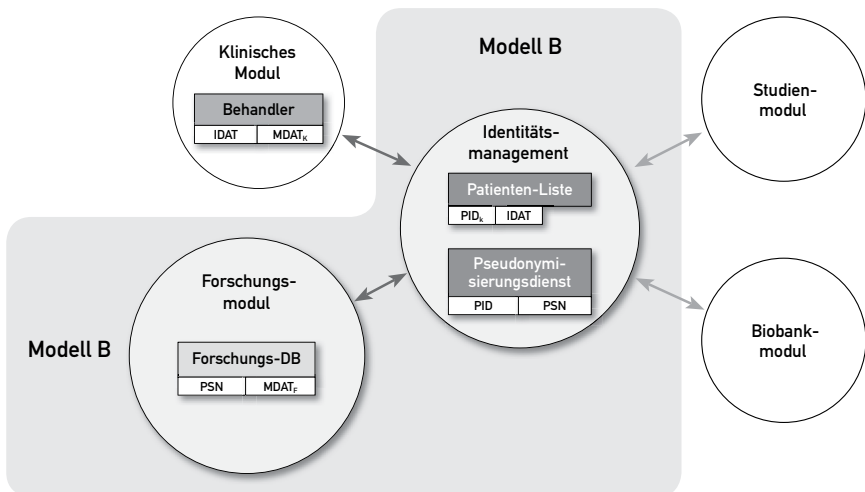 Klinisches
Modul
Behandler
IDAT
MDATK
Modell B
Identitäts-
management
Patienten-Liste
PIDk
IDAT
Pseudonymi-
sierungsdienst
PID
PSN
Studien-
modul
Biobank-
modul
Modell B
Forschungs-
modul
Forschungs-DB
PSN
MDATF